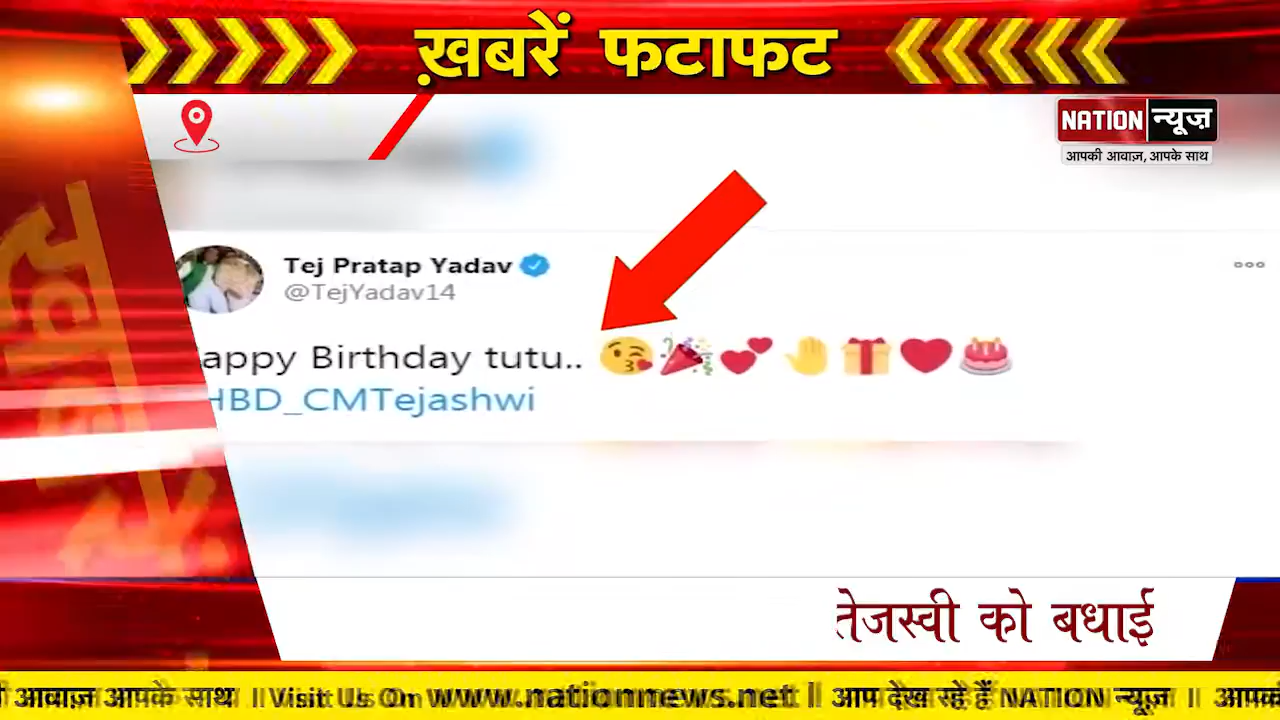 ख़बरें फटाफट
NATION न्यूज़
आपकी आवाज़, आपके साथ
Tej Pratap Yadav
@TejYadav14
appy Birthday tutu..
HBD_CMTejashwi
तेजस्वी को बधाई
आवाज़ आपके साथ ॥ Visit Us On www.nationnews.net ॥ आप देख रहे हैं NATION न्यूज़ ॥ आपकी